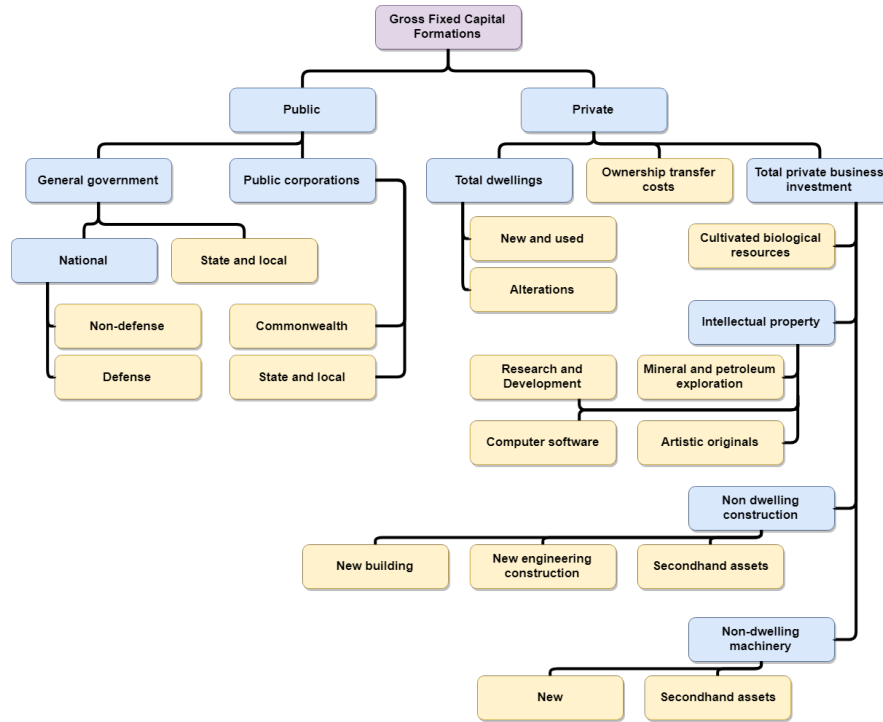 Gross Fixed Capital
Formations
Public
Private
General government
Public corporations
Total dwellings
Ownership transfer
costs
Total private business
investment
New and used
Cultivated biological
resources
National
State and local
Alterations
Non-defense
Commonwealth
Intellectual property
Defense
State and local
Research and
Development
Mineral and petroleum
exploration
Computer software
Artistic originals
Non dwelling
construction
New building
New engineering
construction
Secondhand assets
Non-dwelling
machinery
New
Secondhand assets